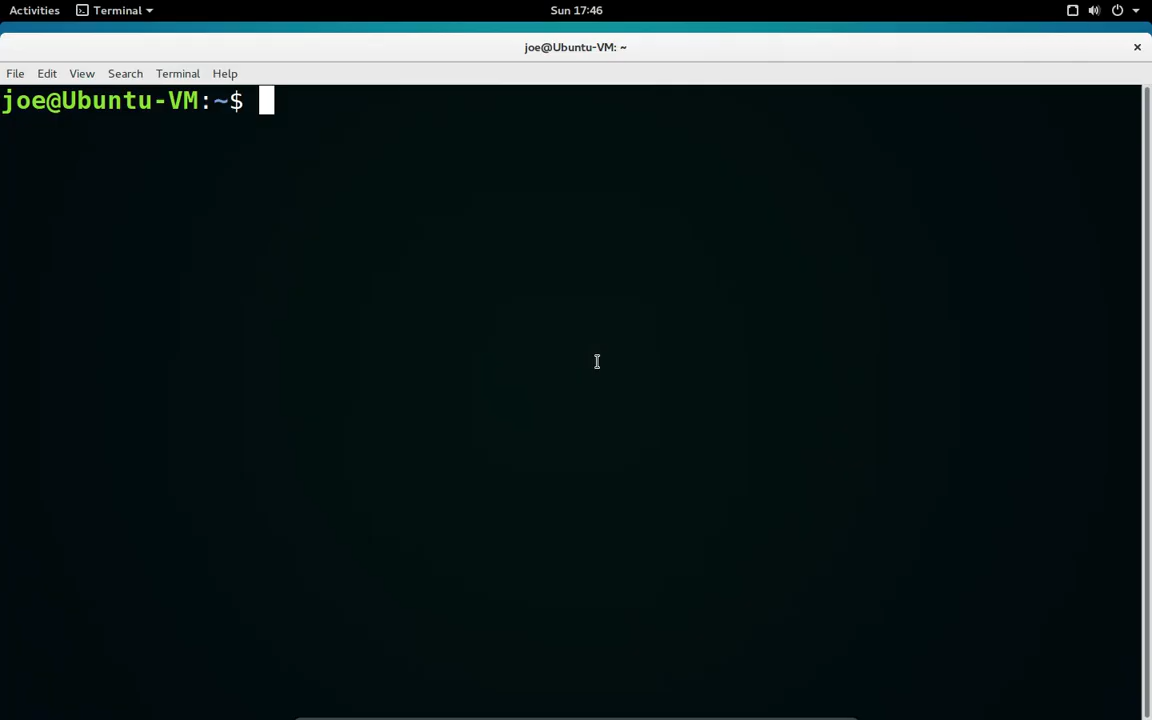 Activities Terminal Sun 17:46
joe@Ubuntu-VM: ~
File Edit View Search Terminal Help
joe@Ubuntu-VM:~$